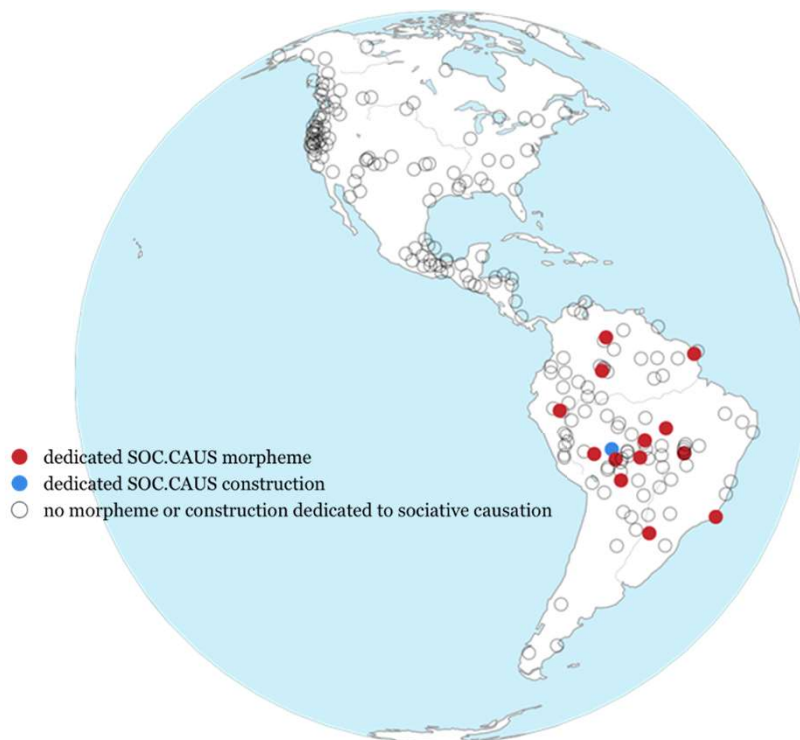 dedicated SOC.CAUS morpheme
dedicated SOC.CAUS construction
no morpheme or construction dedicated to sociative causation